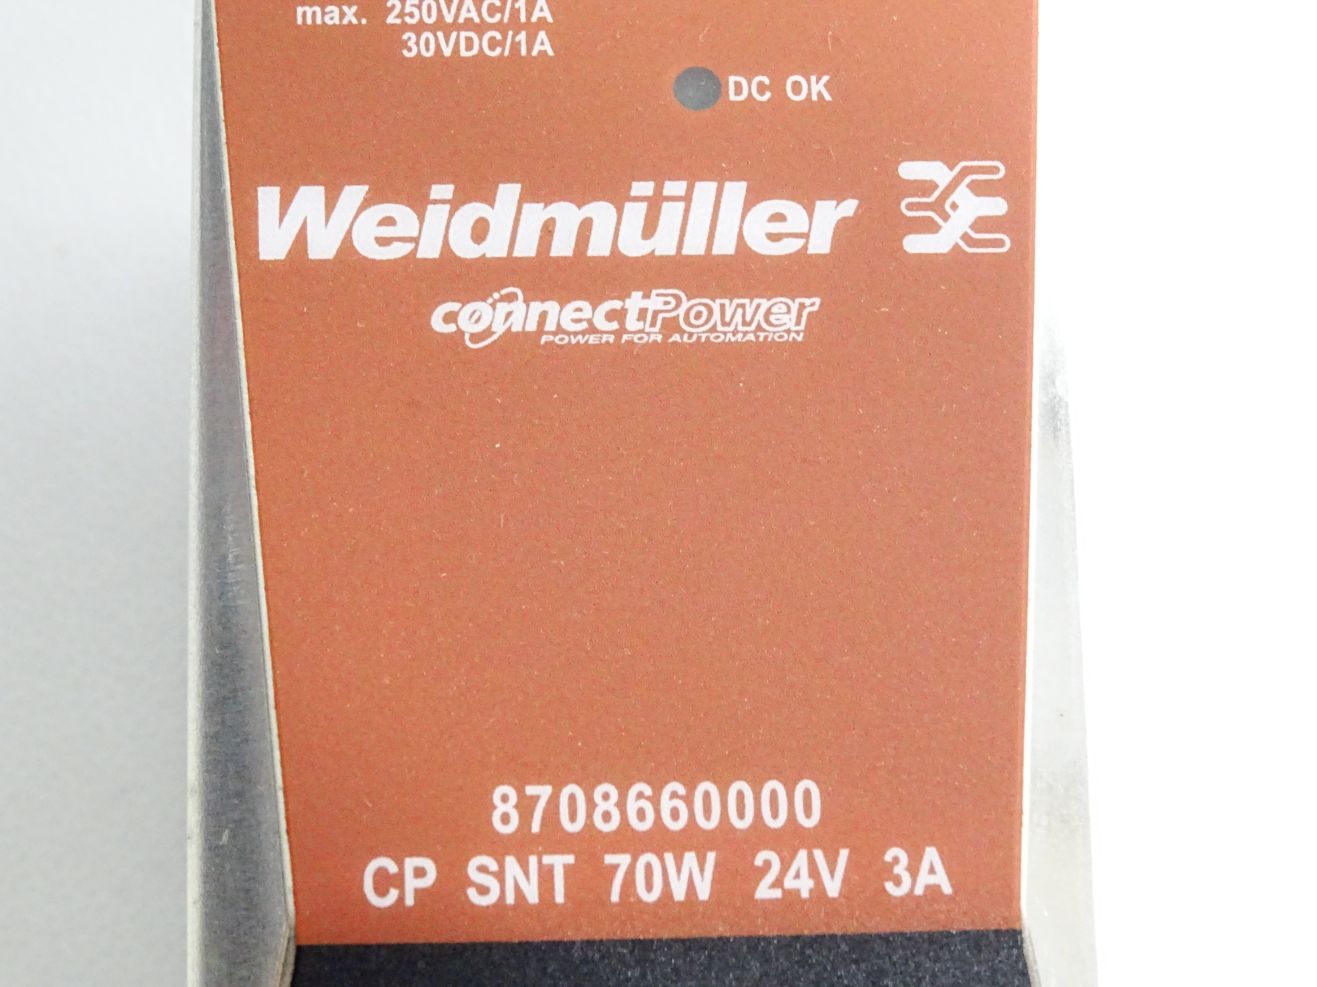 max. 250VAC/1A
30VDC/1A
DC OK
Weidmüller
connectPower
POWER FOR AUTOMATION
8708660000
CP SNT 70W 24V 3A